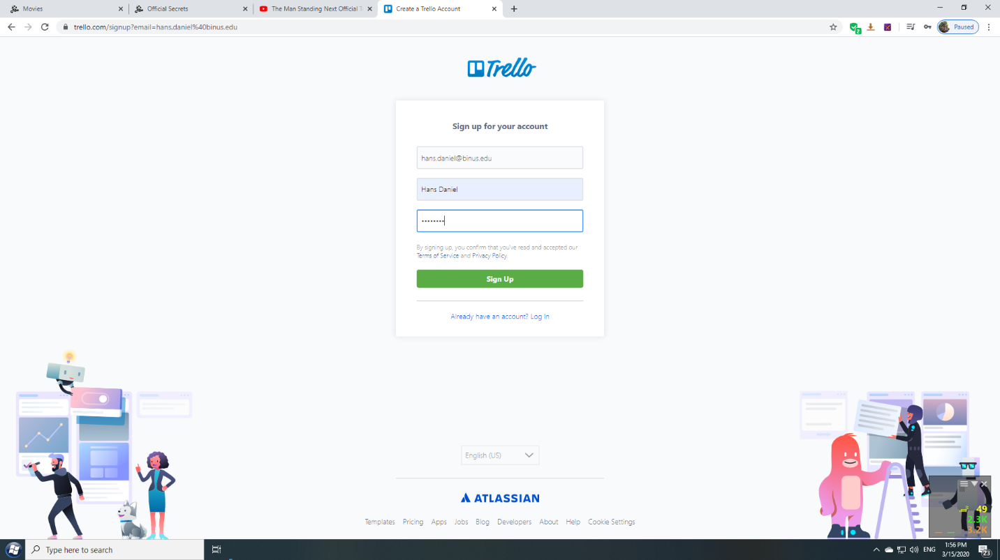 Movies
Official Secrets
The Man Standing Next Official T
Create a Trello Account
trello.com/signup?email=hans.daniel%40binus.edu
2
Paused
Trello
Sign up for your account
hans.daniel@binus.edu
Hans Daniel
By signing up, you confirm that you've read and accepted our
Terms of Service and Privacy Policy.
Sign Up
Already have an account? Log In
English (US)
ATLASSIAN
Templates Pricing Apps Jobs Blog Developers About Help Cookie Settings
49
2.3K
3.2K
Type here to search
ENG
1:56 PM
3/15/2020
23